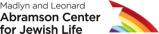 Madlyn and Leonard
Abramson Center
for Jewish Life